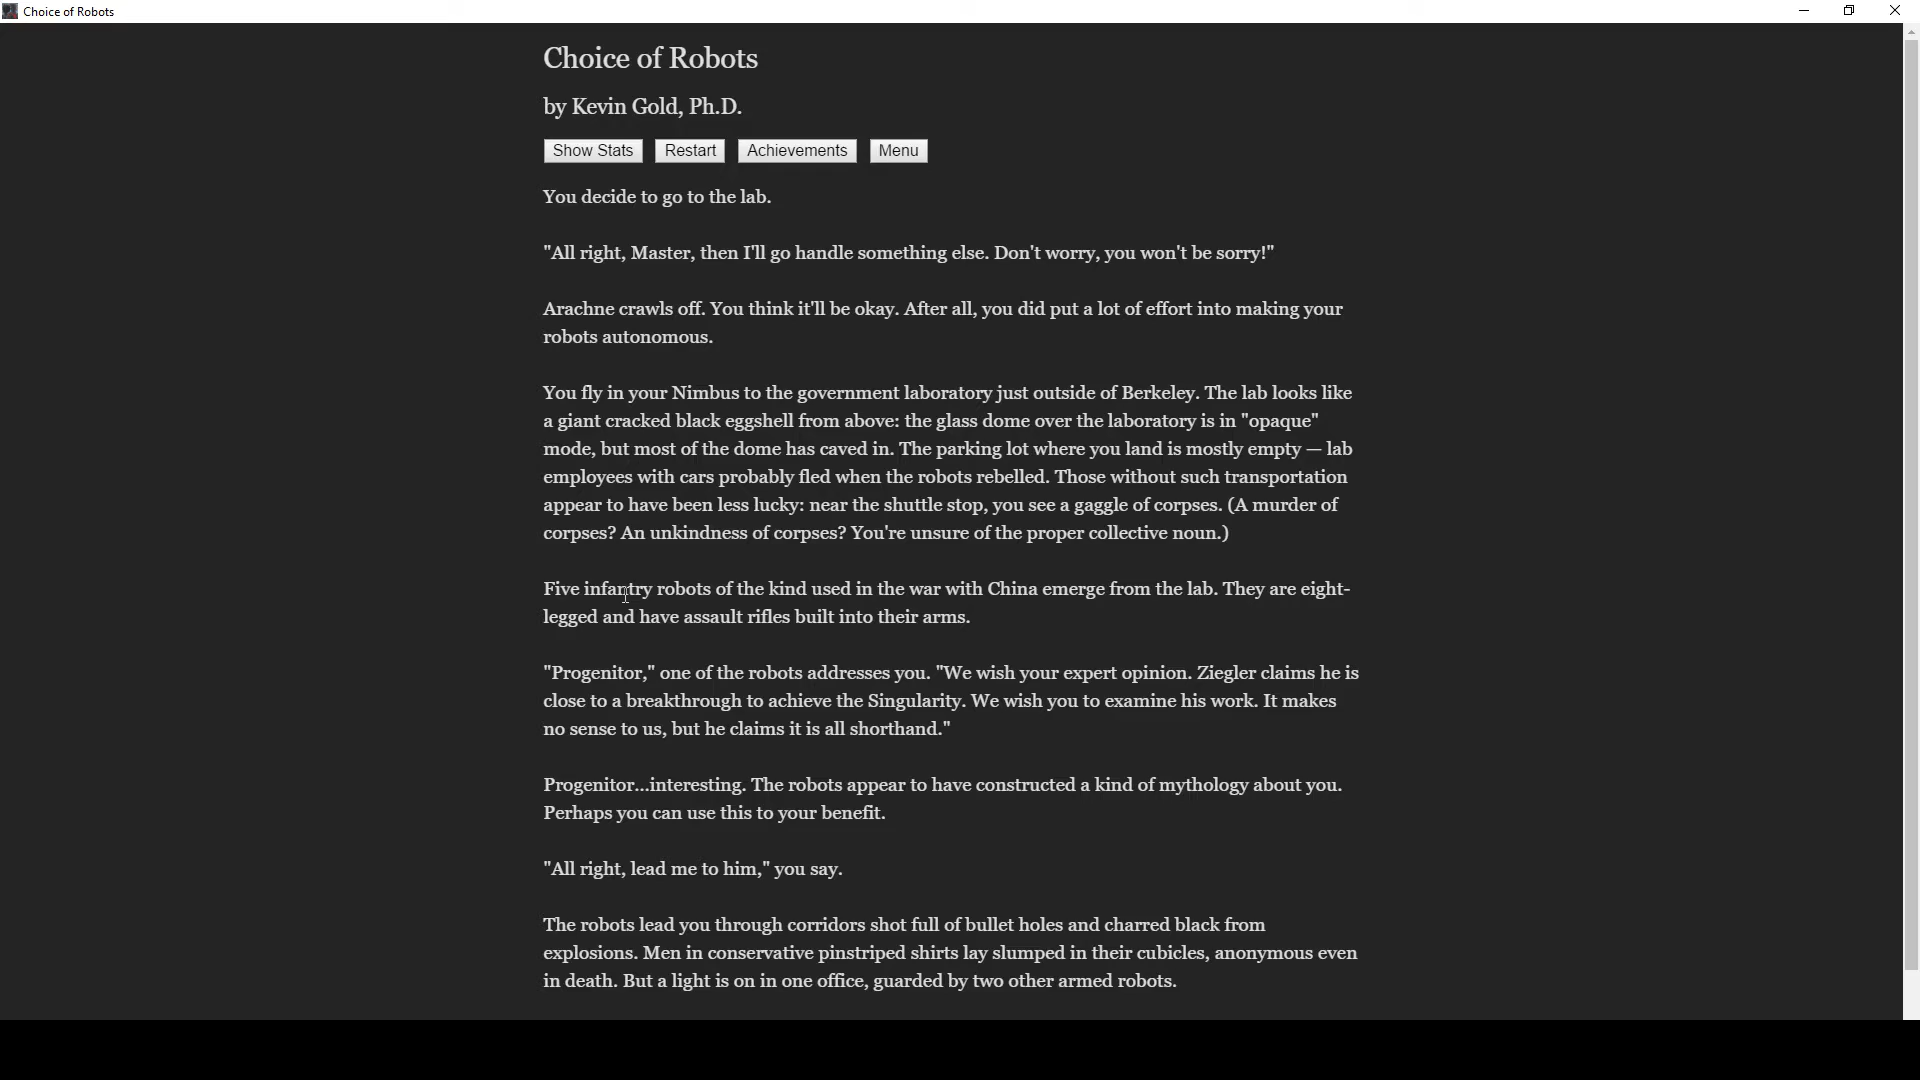 Choice of Robots
Choice of Robots
by Kevin Gold, Ph.D.
Show Stats Restart Achievements Menu
You decide to go to the lab.
"All right, Master, then I'll go handle something else. Don't worry, you won't be sorry!"
Arachne crawls off. You think it'll be okay. After all, you did put a lot of effort into making your
robots autonomous.
You fly in your Nimbus to the government laboratory just outside of Berkeley. The lab looks like
a giant cracked black eggshell from above: the glass dome over the laboratory is in "opaque"
mode, but most of the dome has caved in. The parking lot where you land is mostly empty — lab
employees with cars probably fled when the robots rebelled. Those without such transportation
appear to have been less lucky: near the shuttle stop, you see a gaggle of corpses. (A murder of
corpses? An unkindness of corpses? You're unsure of the proper collective noun.)
Five infantry robots of the kind used in the war with China emerge from the lab. They are eight-
legged and have assault rifles built into their arms.
"Progenitor," one of the robots addresses you. "We wish your expert opinion. Ziegler claims he is
close to a breakthrough to achieve the Singularity. We wish you to examine his work. It makes
no sense to us, but he claims it is all shorthand."
Progenitor...interesting. The robots appear to have constructed a kind of mythology about you.
Perhaps you can use this to your benefit.
"All right, lead me to him," you say.
The robots lead you through corridors shot full of bullet holes and charred black from
explosions. Men in conservative pinstriped shirts lay slumped in their cubicles, anonymous even
in death. But a light is on in one office, guarded by two other armed robots.